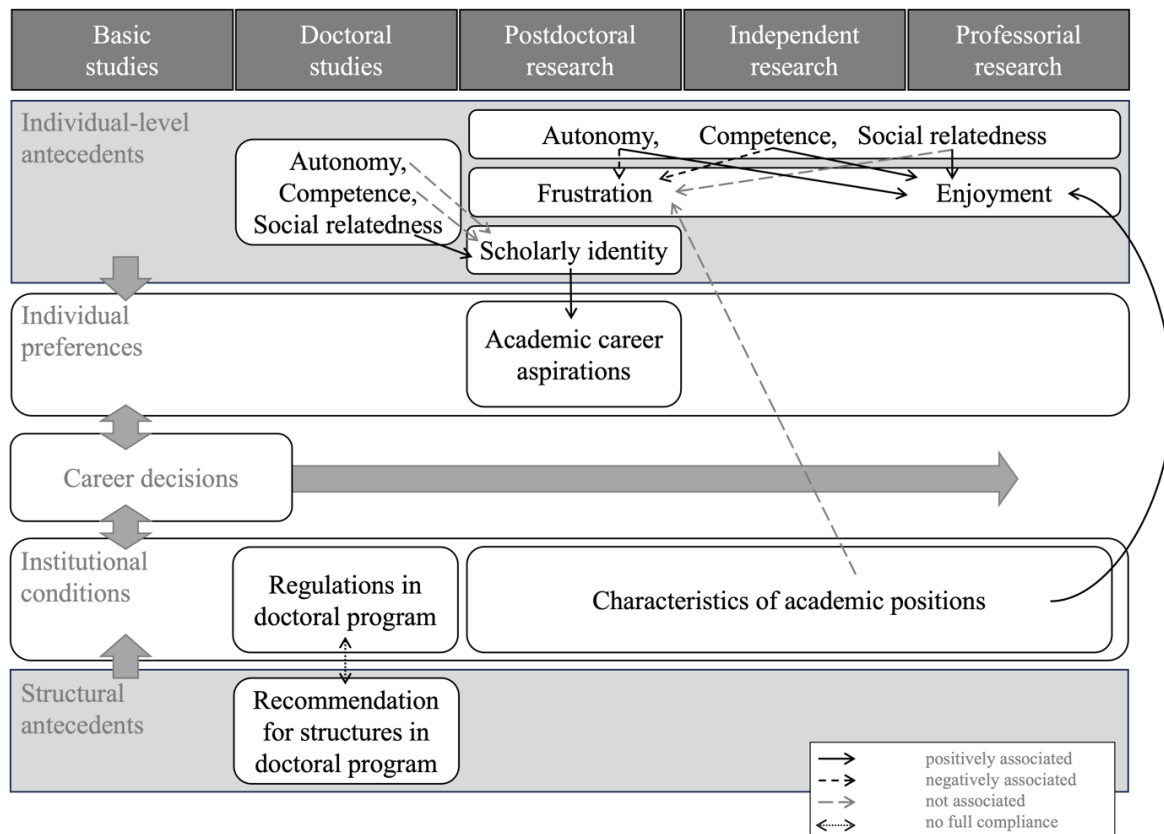 Basic
studies
Doctoral
studies
Postdoctoral
research
Independent
research
Professorial
research
Individual-level
antecedents
Autonomy, Competence, Social relatedness
Autonomy,
Competence,
Social relatedness
Frustration
Enjoyment
Scholarly identity
Individual
preferences
Academic career
aspirations
Career decisions
Institutional
conditions
Regulations in
doctoral program
Characteristics of academic positions
Structural
antecedents
Recommendation
for structures in
doctoral program
positively associated
negatively associated
not associated
no full compliance